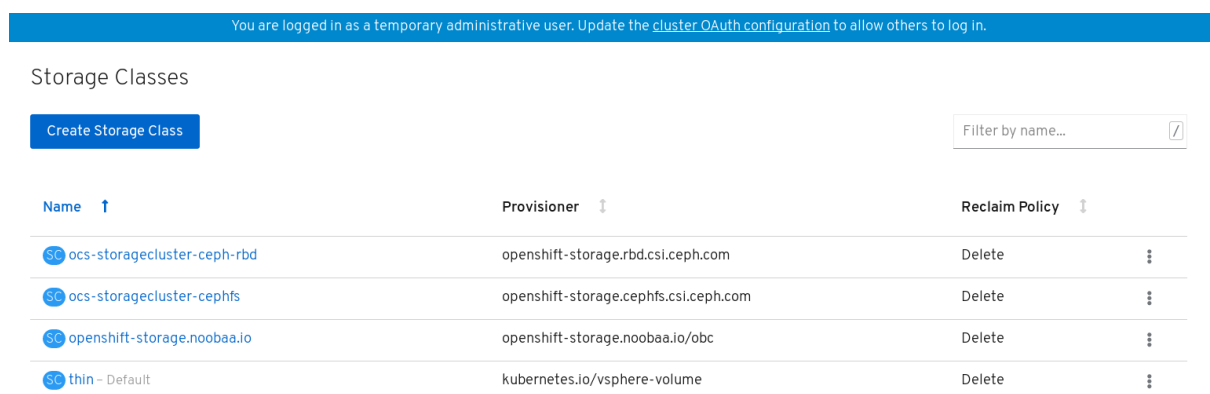 You are logged in as a temporary administrative user. Update the cluster OAuth configuration to allow others to log in.
Storage Classes
Create Storage Class
Filter by name...
/
Name Provisioner Reclaim Policy
SC ocs-storagecluster-ceph-rbd openshift-storage.rbd.csi.ceph.com Delete
SC ocs-storagecluster-cephfs openshift-storage.cephfs.csi.ceph.com Delete
SC openshift-storage.noobaa.io openshift-storage.noobaa.io/obc Delete
SC thin – Default kubernetes.io/vsphere-volume Delete